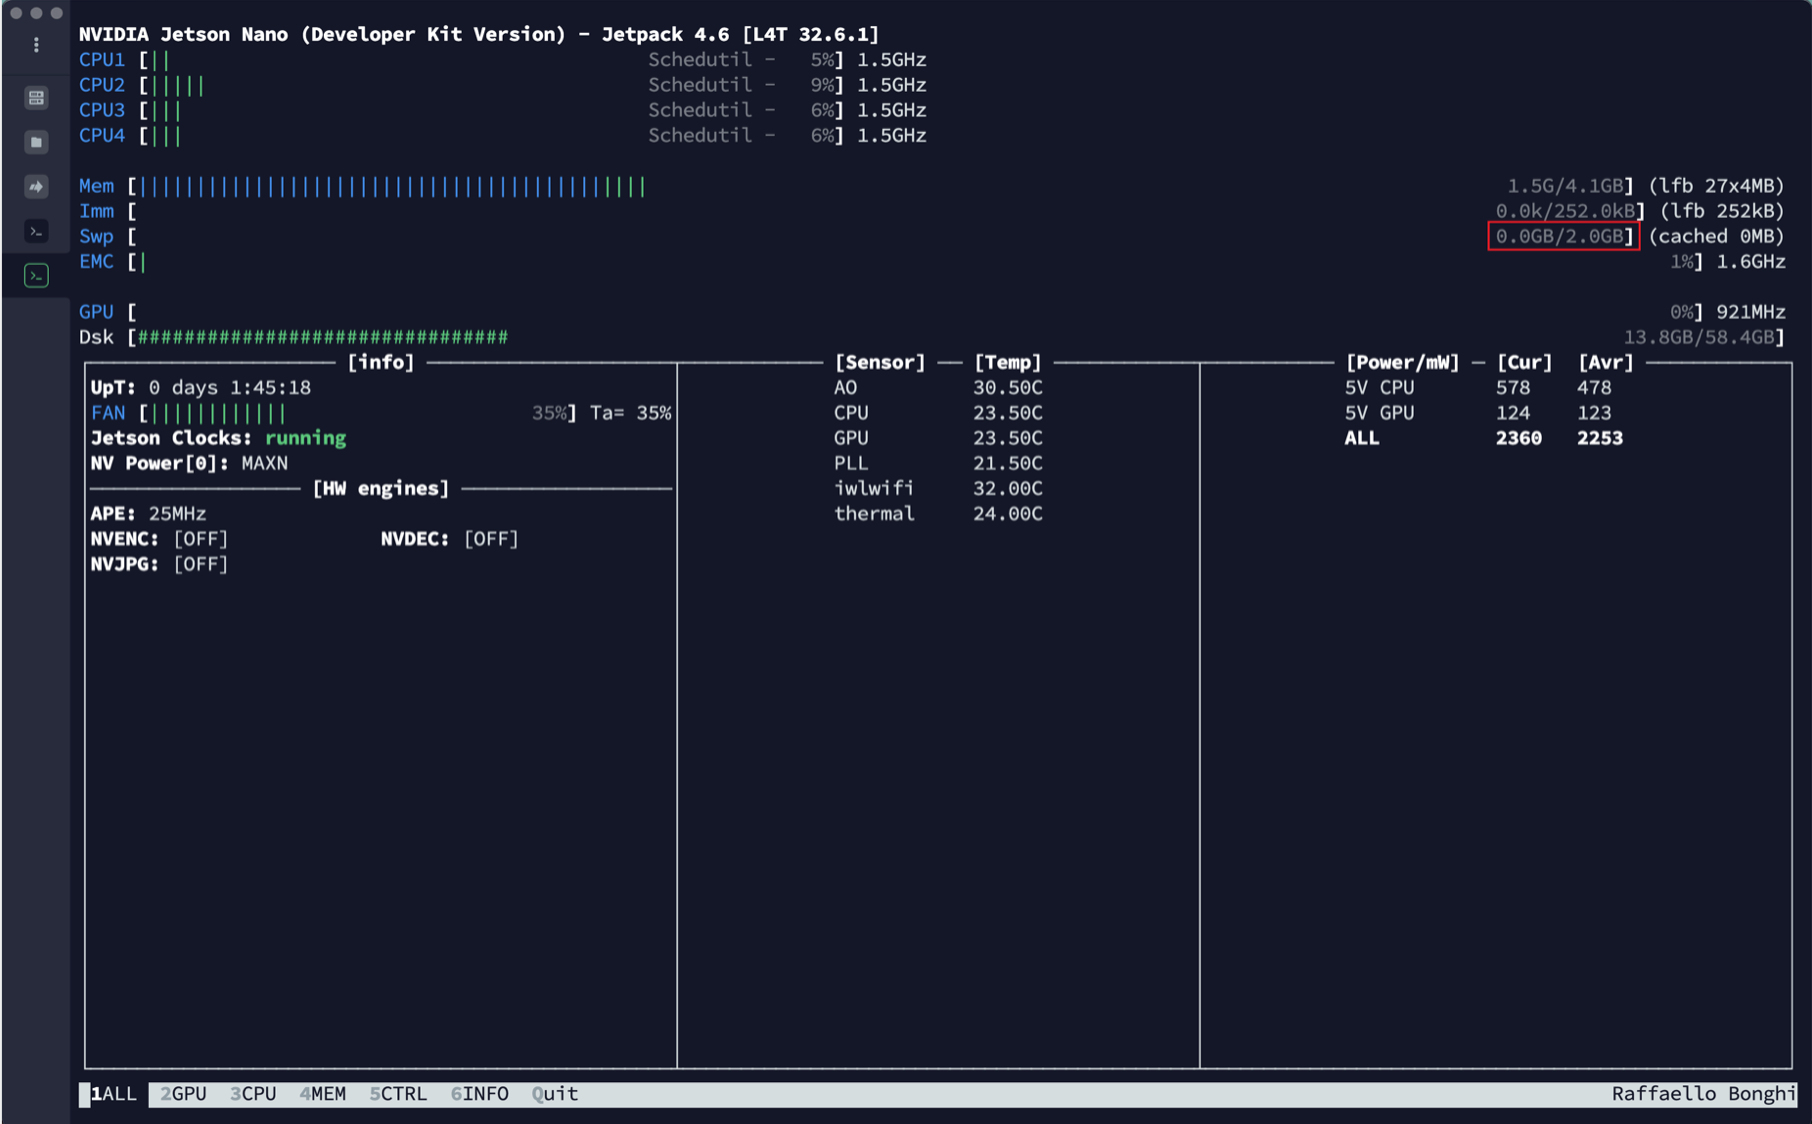 NVIDIA Jetson Nano (Developer Kit Version) - Jetpack 4.6 [L4T 32.6.1]
CPU1 [|| Schedutil - 5%] 1.5GHz
CPU2 [||||| Schedutil - 9%] 1.5GHz
CPU3 [||| Schedutil - 6%] 1.5GHz
CPU4 [||| Schedutil - 6%] 1.5GHz
Mem [|||||||||||||||||||||||||||||||||||||||||||| 1.5G/4.1GB] (lfb 27x4MB)
Imm [ 0.0k/252.0kB] (lfb 252kB)
Swp [ 0.0GB/2.0GB] (cached 0MB)
EMC [| 1%] 1.6GHz
GPU [ 0%] 921MHz
Dsk [################################ 13.8GB/58.4GB]
[info] [Sensor] [Temp] [Power/mW] [Cur] [Avr]
UpT: 0 days 1:45:18 AO 30.50C 5V CPU 578 478
FAN [|||||||||||| 35%] Ta= 35% CPU 23.50C 5V GPU 124 123
Jetson Clocks: running GPU 23.50C ALL 2360 2253
NV Power[0]: MAXN PLL 21.50C
[HW engines] iwlwifi 32.00C
APE: 25MHz thermal 24.00C
NVENC: [OFF] NVDEC: [OFF]
NVJPG: [OFF]
1ALL 2GPU 3CPU 4MEM 5CTRL 6INFO Quit Raffaello Bonghi